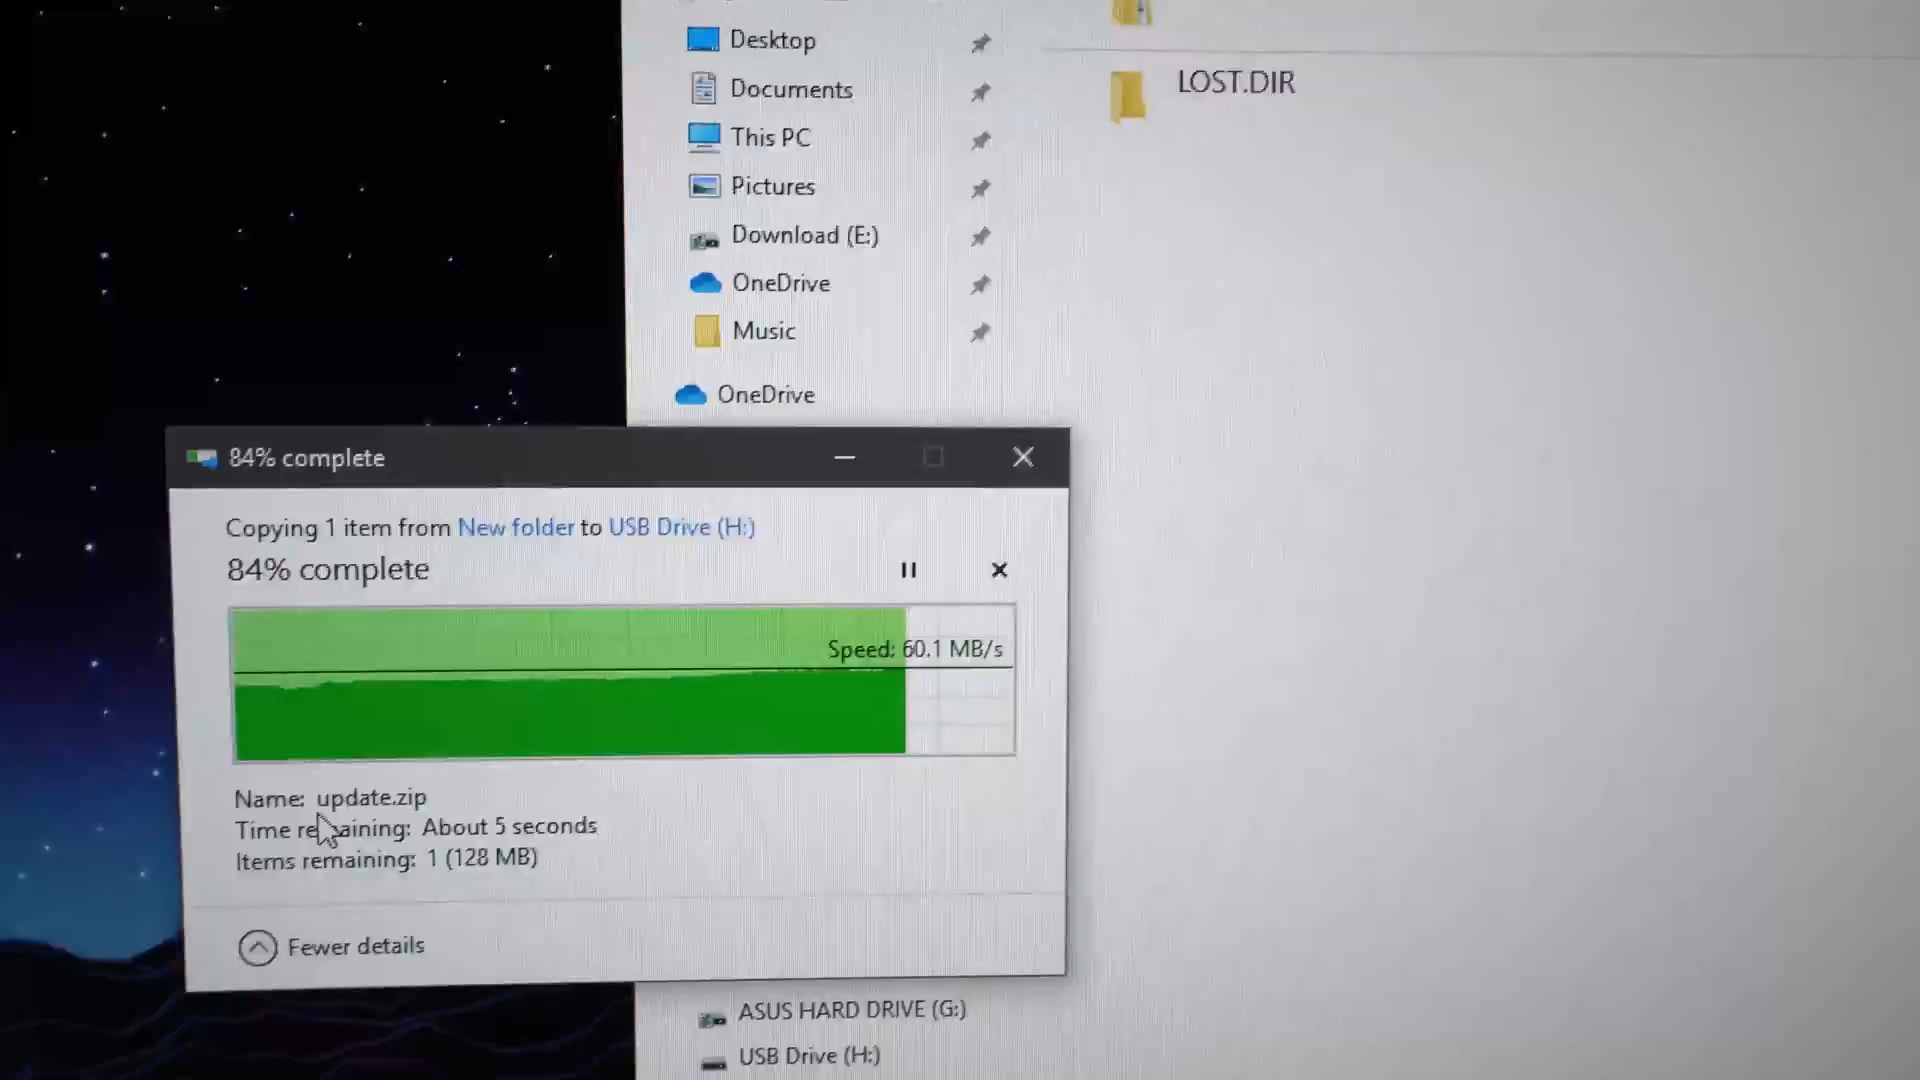 Desktop
Documents
This PC
Pictures
Download (E:)
OneDrive
Music
OneDrive
LOST.DIR
84% complete
Copying 1 item from New folder to USB Drive (H:)
84% complete
Speed: 60.1 MB/s
Name: update.zip
Time remaining: About 5 seconds
Items remaining: 1 (128 MB)
Fewer details
ASUS HARD DRIVE (G:)
USB Drive (H:)